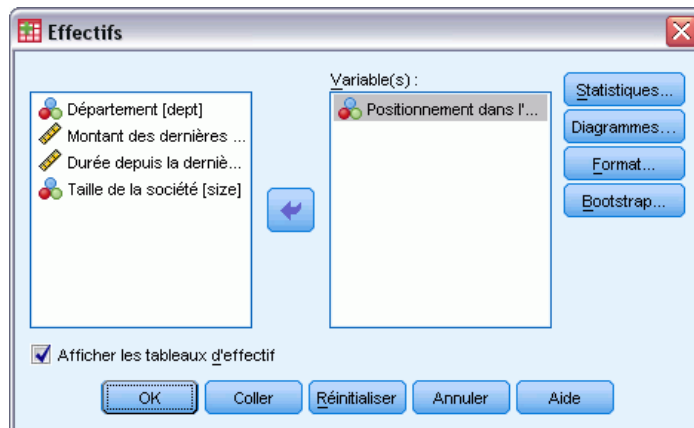 Effectifs
Variable(s) :
Département [dept]
Montant des dernières ...
Durée depuis la derniè...
Taille de la société [size]
Positionnement dans l'...
Statistiques...
Diagrammes...
Format...
Bootstrap...
Afficher les tableaux d'effectif
OK Coller Réinitialiser Annuler Aide